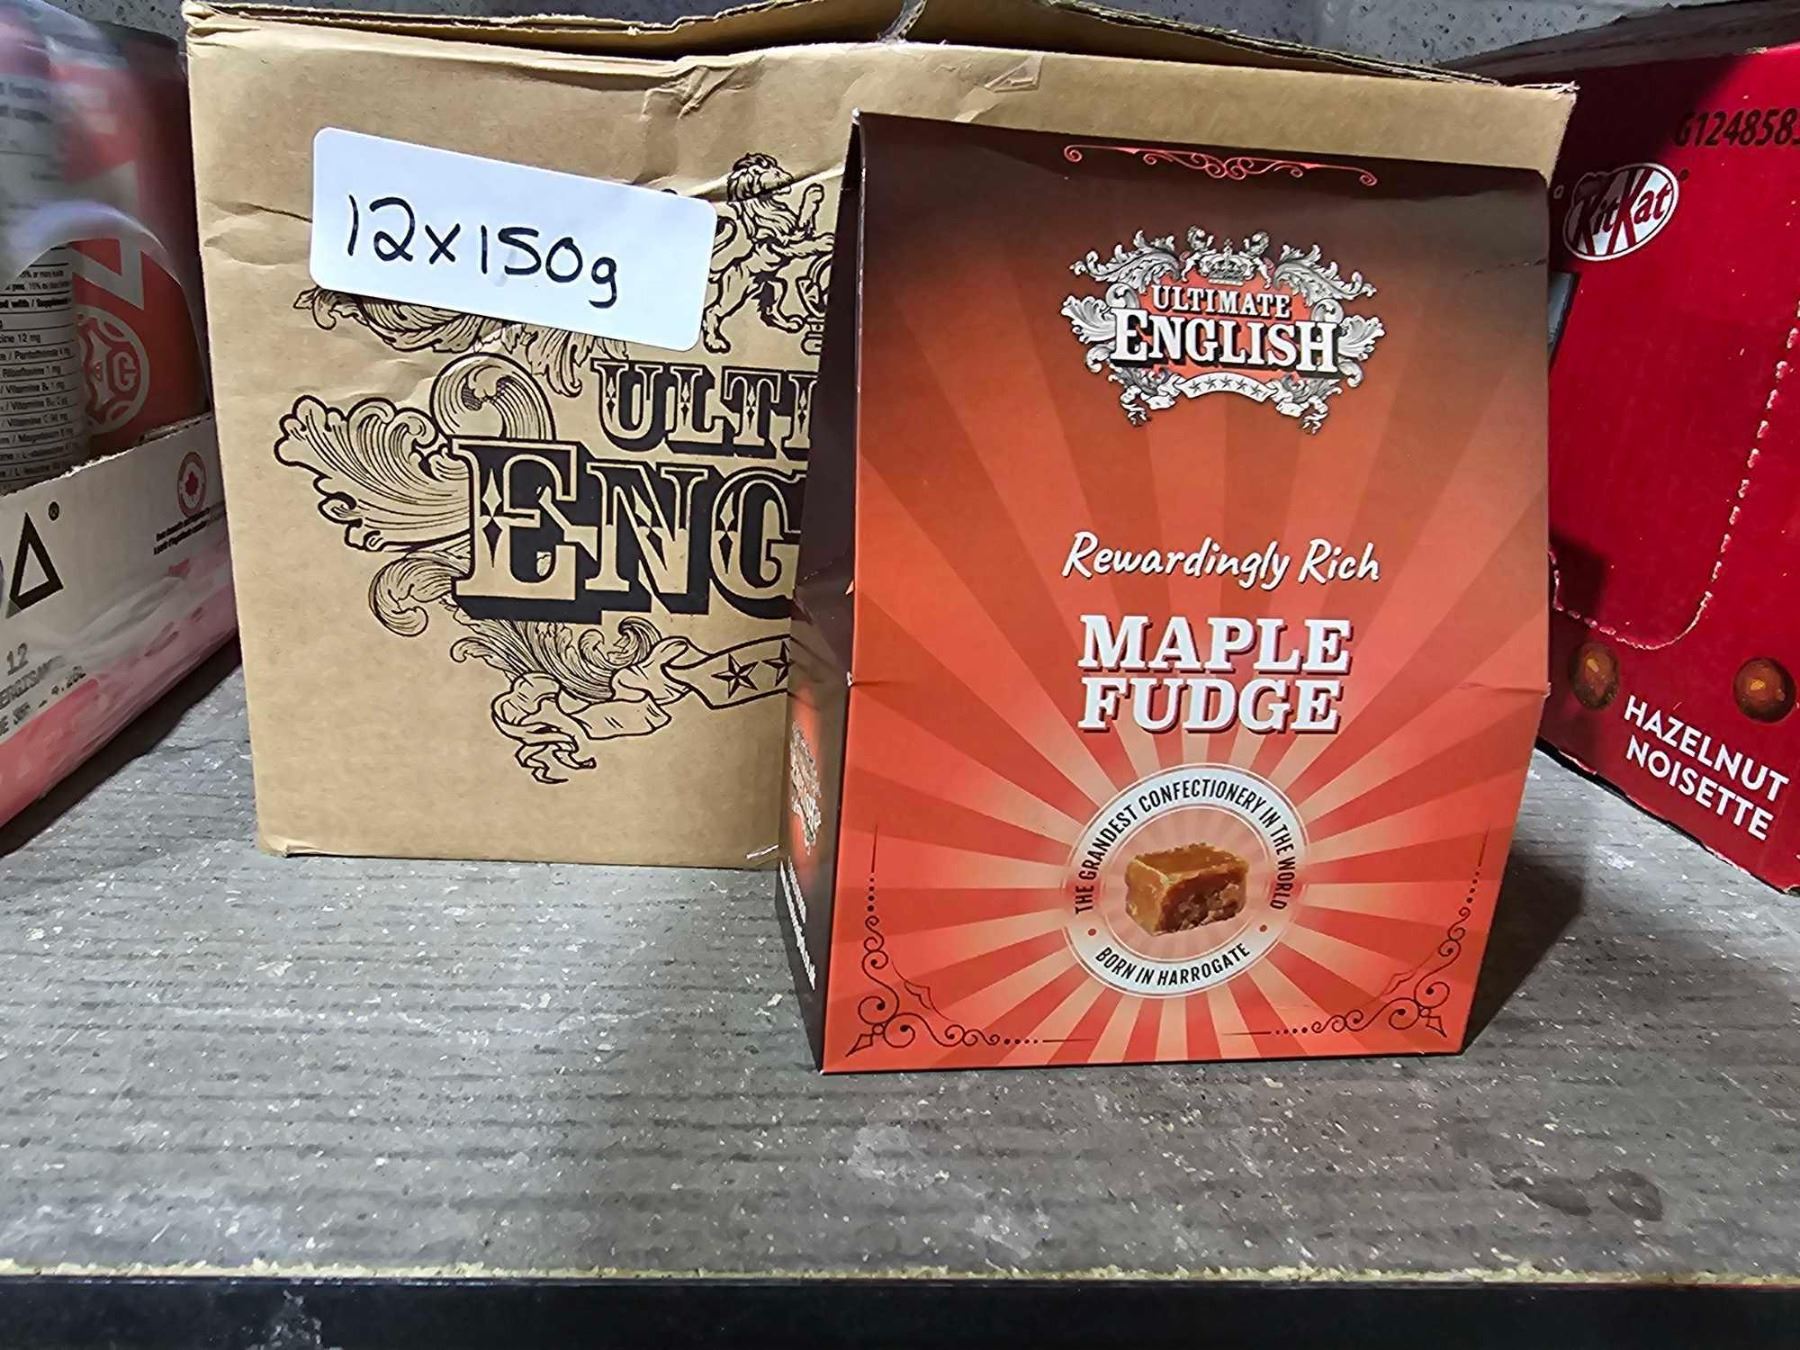 12x150g
ULTI
ENG
ULTIMATE
ENGLISH
Rewardingly Rich
MAPLE
FUDGE
THE GRANDEST CONFECTIONERY IN THE WORLD
BORN IN HARROGATE
KitKat
HAZELNUT
NOISETTE
G
12